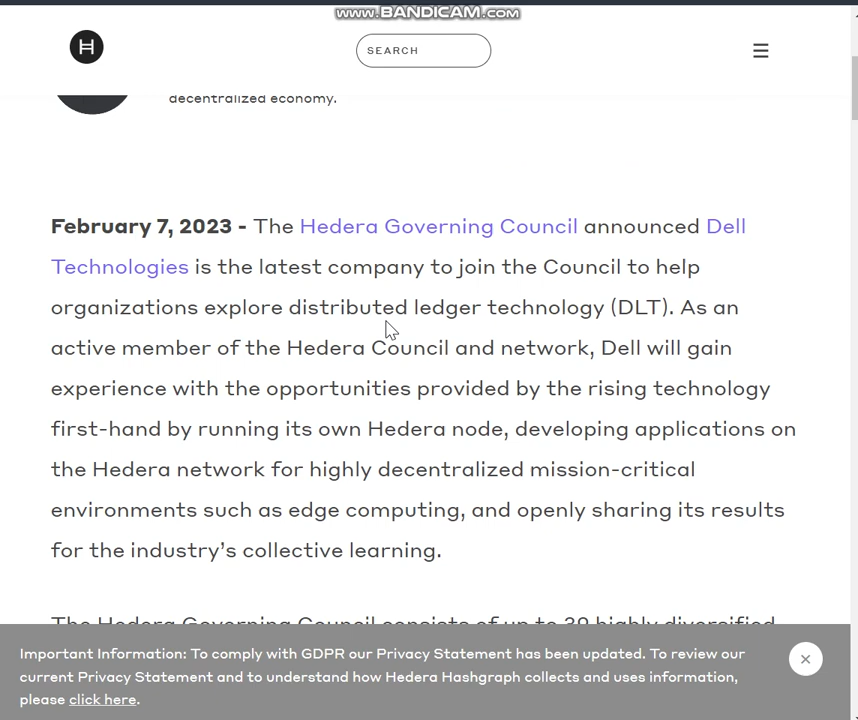 www.BANDICAM.com
H
SEARCH
decentralized economy.
February 7, 2023 - The Hedera Governing Council announced Dell
Technologies is the latest company to join the Council to help
organizations explore distributed ledger technology (DLT). As an
active member of the Hedera Council and network, Dell will gain
experience with the opportunities provided by the rising technology
first-hand by running its own Hedera node, developing applications on
the Hedera network for highly decentralized mission-critical
environments such as edge computing, and openly sharing its results
for the industry’s collective learning.
The Hedera Governing Council consists of up to 39 highly diversified
Important Information: To comply with GDPR our Privacy Statement has been updated. To review our
current Privacy Statement and to understand how Hedera Hashgraph collects and uses information,
please click here.